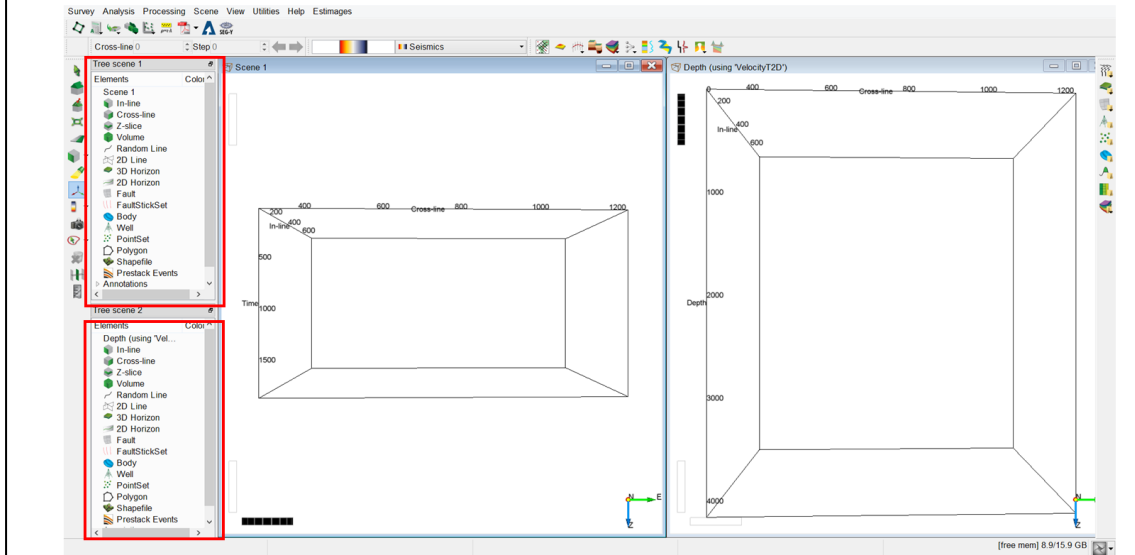 Survey Analysis Processing Scene View Utilities Help Estimages
SEG-Y
Cross-line 0 Step 0 Seismics
Tree scene 1
Elements Color
Scene 1
In-line
Cross-line
Z-slice
Volume
Random Line
2D Line
3D Horizon
2D Horizon
Fault
FaultStickSet
Body
Well
PointSet
Polygon
Shapefile
Prestack Events
Annotations
Tree scene 2
Elements Color
Depth (using 'Vel...
In-line
Cross-line
Z-slice
Volume
Random Line
2D Line
3D Horizon
2D Horizon
Fault
FaultStickSet
Body
Well
PointSet
Polygon
Shapefile
Prestack Events
Scene 1
200 400 600 Cross-line 800 1000 1200
In-line 400 600
500
Time
1000
1500
N E
Z
Depth (using 'VelocityT2D')
0 400 600 Cross-line 800 1000 1200
200
In-line 400
600
1000
Depth 2000
3000
4000
N
Z
[free mem] 8.9/15.9 GB